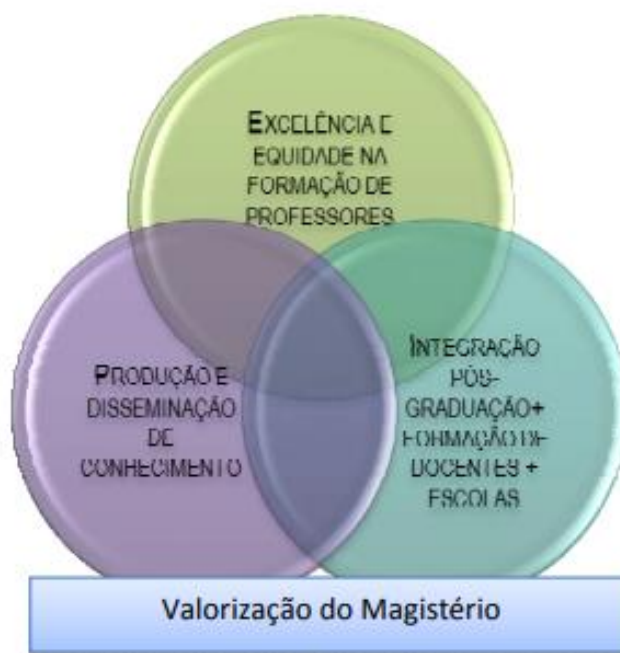 EXCELÊNCIA E
EQUIDADE NA
FORMAÇÃO DE
PROFESSORES
PRODUÇÃO E
DISSEMINAÇÃO
DE
CONHECIMENTO
INTEGRAÇÃO
PÓS-
GRADUAÇÃO+
FORMAÇÃO DE
DOCENTES +
ESCOLAS
Valorização do Magistério